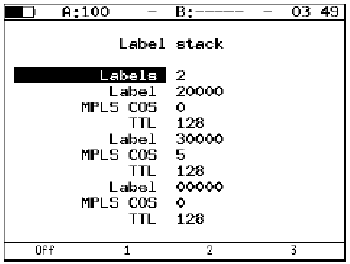 A:100 – B:----- – 03 49
Label stack
Labels 2
Label 20000
MPLS COS 0
TTL 128
Label 30000
MPLS COS 5
TTL 128
Label 00000
MPLS COS 0
TTL 128
Off 1 2 3